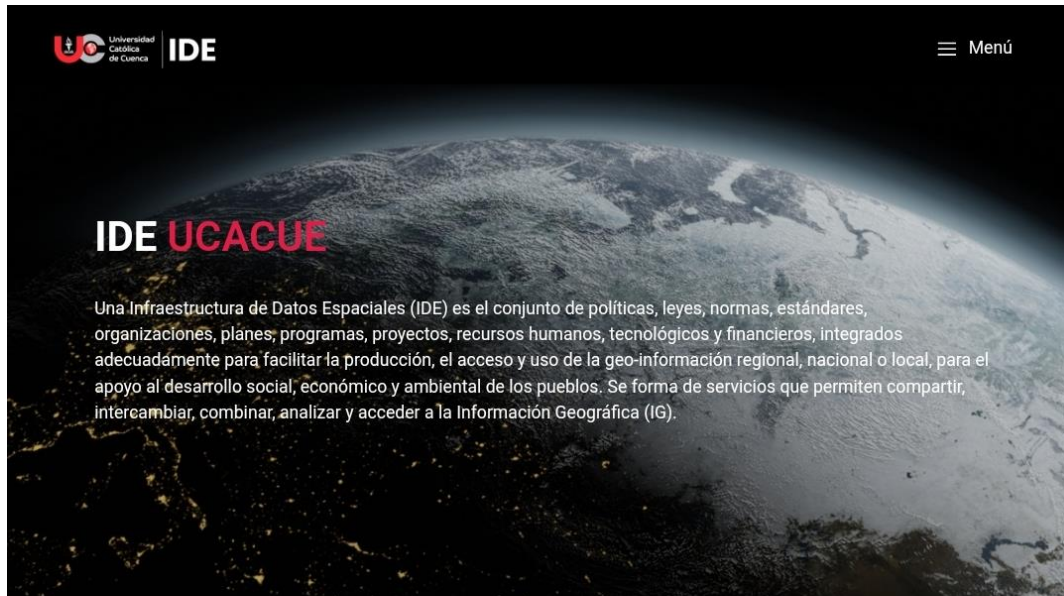 UC Universidad
Católica
de Cuenca
IDE
Menú
IDE UCACUE
Una Infraestructura de Datos Espaciales (IDE) es el conjunto de políticas, leyes, normas, estándares,
organizaciones, planes, programas, proyectos, recursos humanos, tecnológicos y financieros, integrados
adecuadamente para facilitar la producción, el acceso y uso de la geo-información regional, nacional o local, para el
apoyo al desarrollo social, económico y ambiental de los pueblos. Se forma de servicios que permiten compartir,
intercambiar, combinar, analizar y acceder a la Información Geográfica (IG).